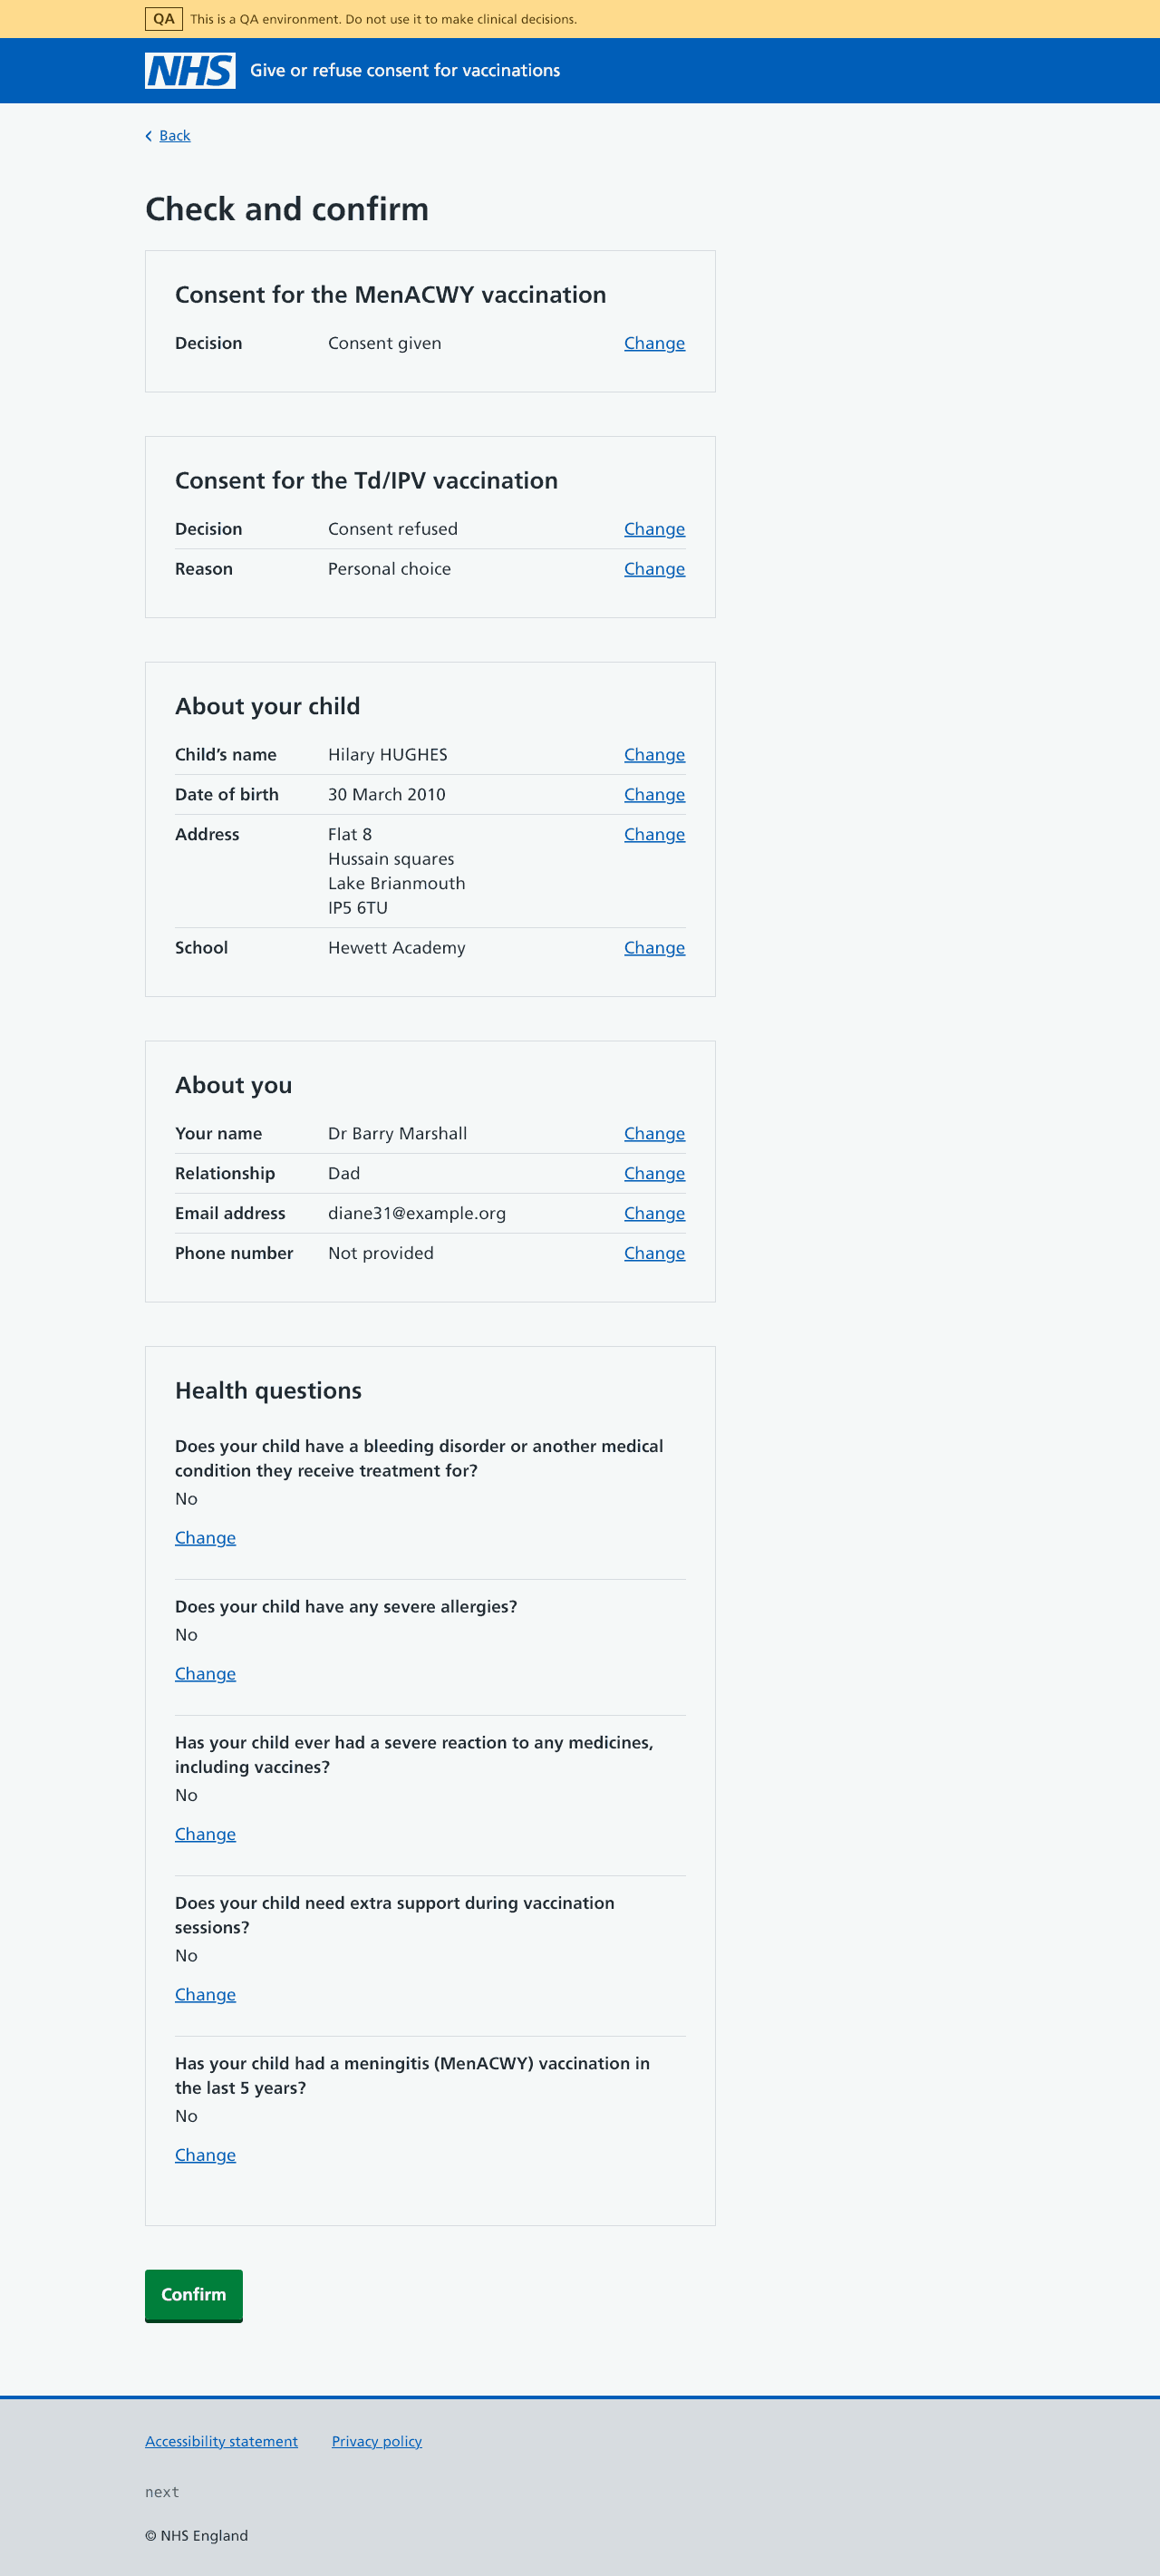 QA This is a QA environment. Do not use it to make clinical decisions.
NHS Give or refuse consent for vaccinations
Back
Check and confirm
Consent for the MenACWY vaccination
Decision Consent given Change
Consent for the Td/IPV vaccination
Decision Consent refused Change
Reason Personal choice Change
About your child
Child’s name Hilary HUGHES Change
Date of birth 30 March 2010 Change
Address Flat 8 Change
Hussain squares
Lake Brianmouth
IP5 6TU
School Hewett Academy Change
About you
Your name Dr Barry Marshall Change
Relationship Dad Change
Email address diane31@example.org Change
Phone number Not provided Change
Health questions
Does your child have a bleeding disorder or another medical
condition they receive treatment for?
No
Change
Does your child have any severe allergies?
No
Change
Has your child ever had a severe reaction to any medicines,
including vaccines?
No
Change
Does your child need extra support during vaccination
sessions?
No
Change
Has your child had a meningitis (MenACWY) vaccination in
the last 5 years?
No
Change
Confirm
Accessibility statement Privacy policy
next
© NHS England